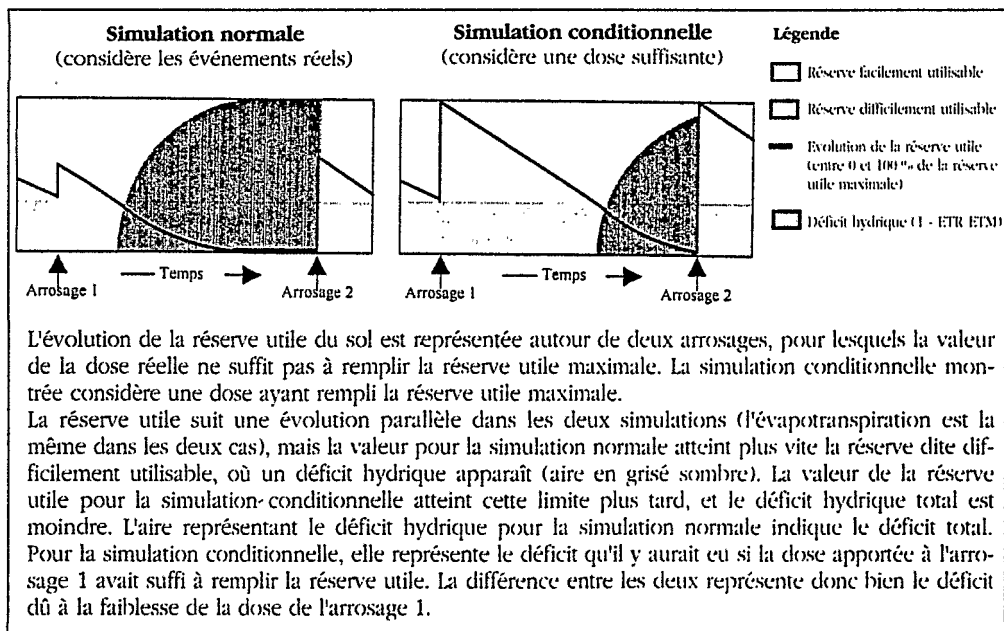 Simulation normale
(considère les événements réels)
Simulation conditionnelle
(considère une dose suffisante)
Légende
Réserve facilement utilisable
Réserve difficilement utilisable
Evolution de la réserve utile
(entre 0 et 100 % de la réserve
utile maximale)
Déficit hydrique (1 - ETR ETM)
Temps
Arrosage 1
Arrosage 2
Temps
Arrosage 1
Arrosage 2
L'évolution de la réserve utile du sol est représentée autour de deux arrosages, pour lesquels la valeur
de la dose réelle ne suffit pas à remplir la réserve utile maximale. La simulation conditionnelle mon-
trée considère une dose ayant rempli la réserve utile maximale.
La réserve utile suit une évolution parallèle dans les deux simulations (l'évapotranspiration est la
même dans les deux cas), mais la valeur pour la simulation normale atteint plus vite la réserve dite dif-
ficilement utilisable, où un déficit hydrique apparaît (aire en grisé sombre). La valeur de la réserve
utile pour la simulation conditionnelle atteint cette limite plus tard, et le déficit hydrique total est
moindre. L'aire représentant le déficit hydrique pour la simulation normale indique le déficit total.
Pour la simulation conditionnelle, elle représente le déficit qu'il y aurait eu si la dose apportée à l'arro-
sage 1 avait suffi à remplir la réserve utile. La différence entre les deux représente donc bien le déficit
dû à la faiblesse de la dose de l'arrosage 1.